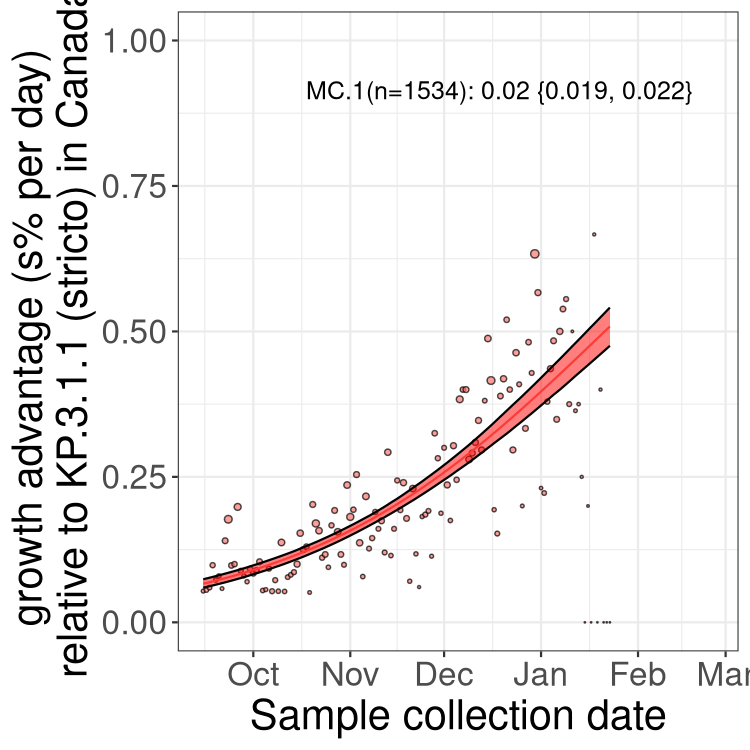 growth advantage (s% per day)
relative to KP.3.1.1 (stricto) in Canada
1.00
MC.1(n=1534): 0.02 {0.019, 0.022}
0.75
0.50
0.25
0.00
Oct Nov Dec Jan Feb Mar
Sample collection date